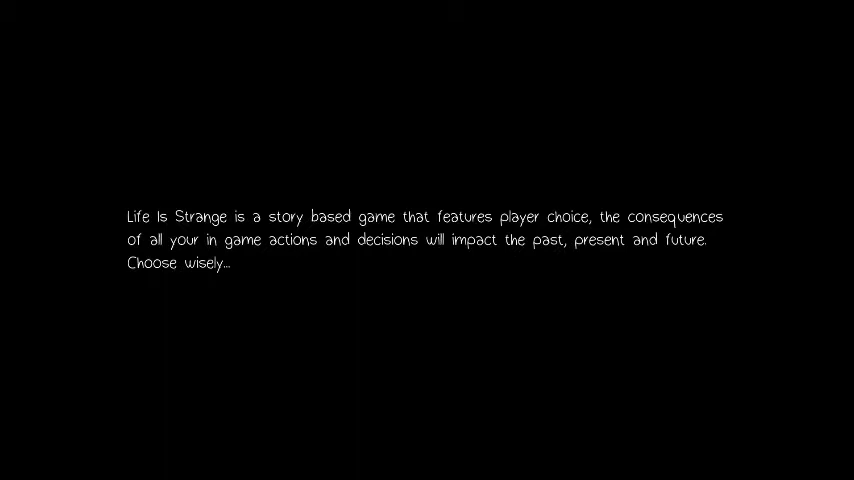 Life Is Strange is a story based game that features player choice, the consequences
of all your in game actions and decisions will impact the past, present and future.
Choose wisely...